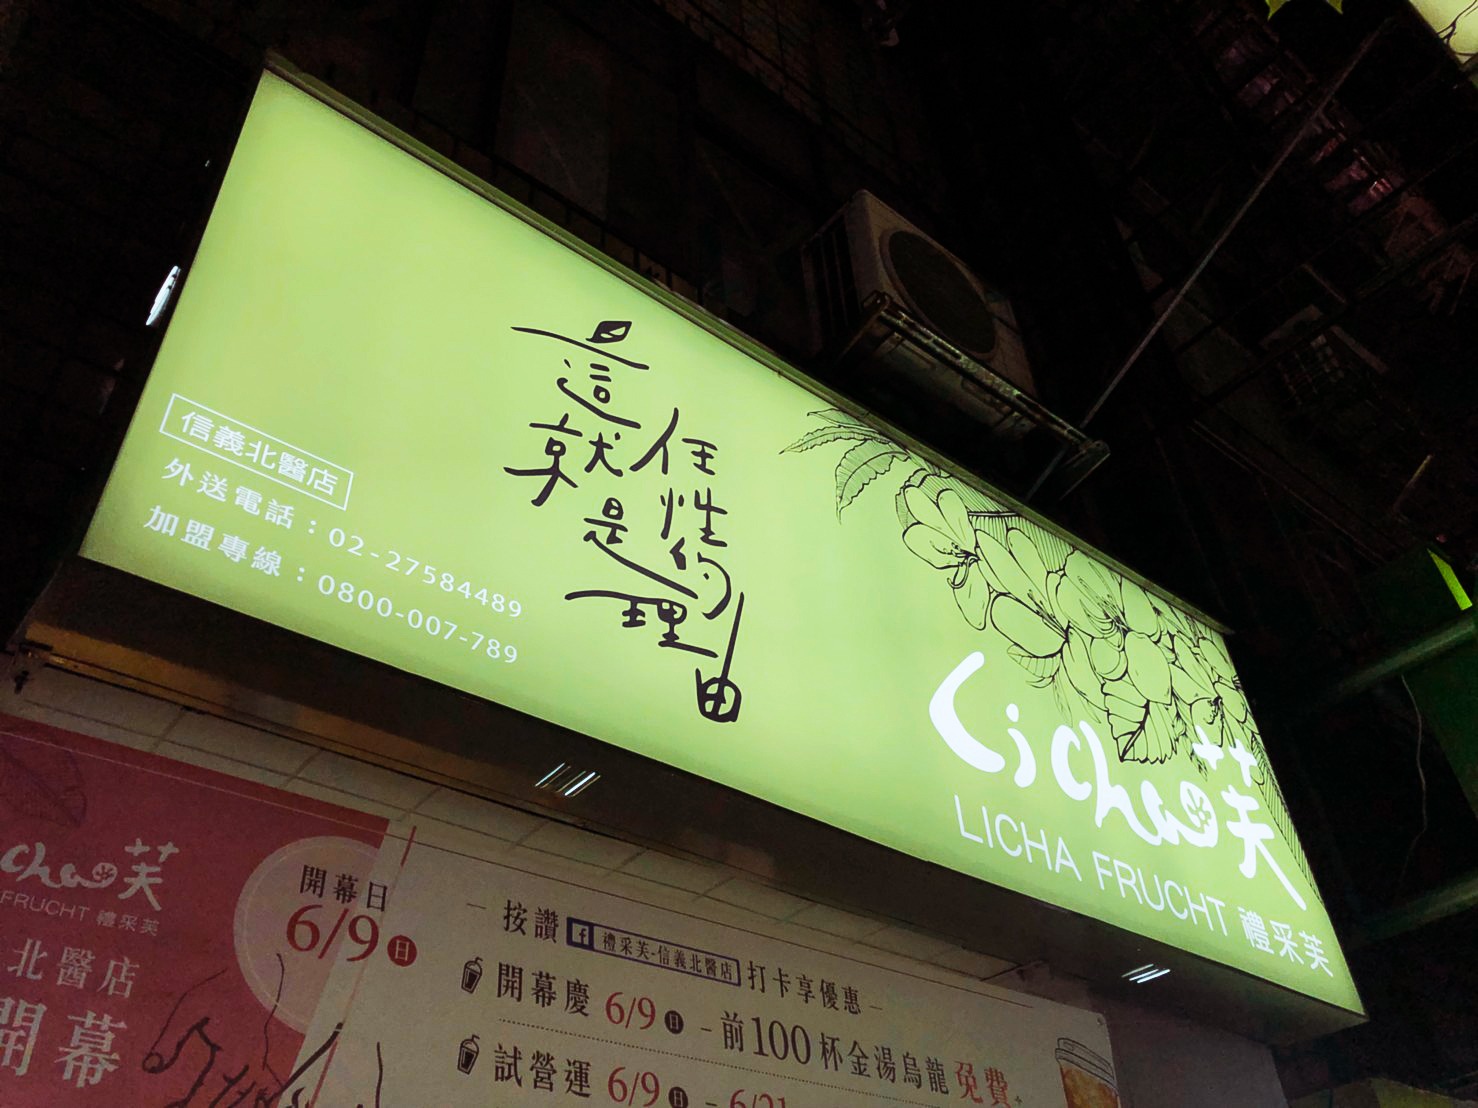 這就是
任性的
理由
信義北醫店
外送電話：02-27584489
加盟專線：0800-007-789
Licha芙
LICHA FRUCHT 禮采芙
cha芙
FRUCHT 禮采芙
北醫店
開幕
開幕日
6/9日
按讚 f 禮采芙-信義北醫店 打卡享優惠
開幕慶 6/9日 - 前100杯金湯烏龍 免費
試營運 6/9日 - 6/21